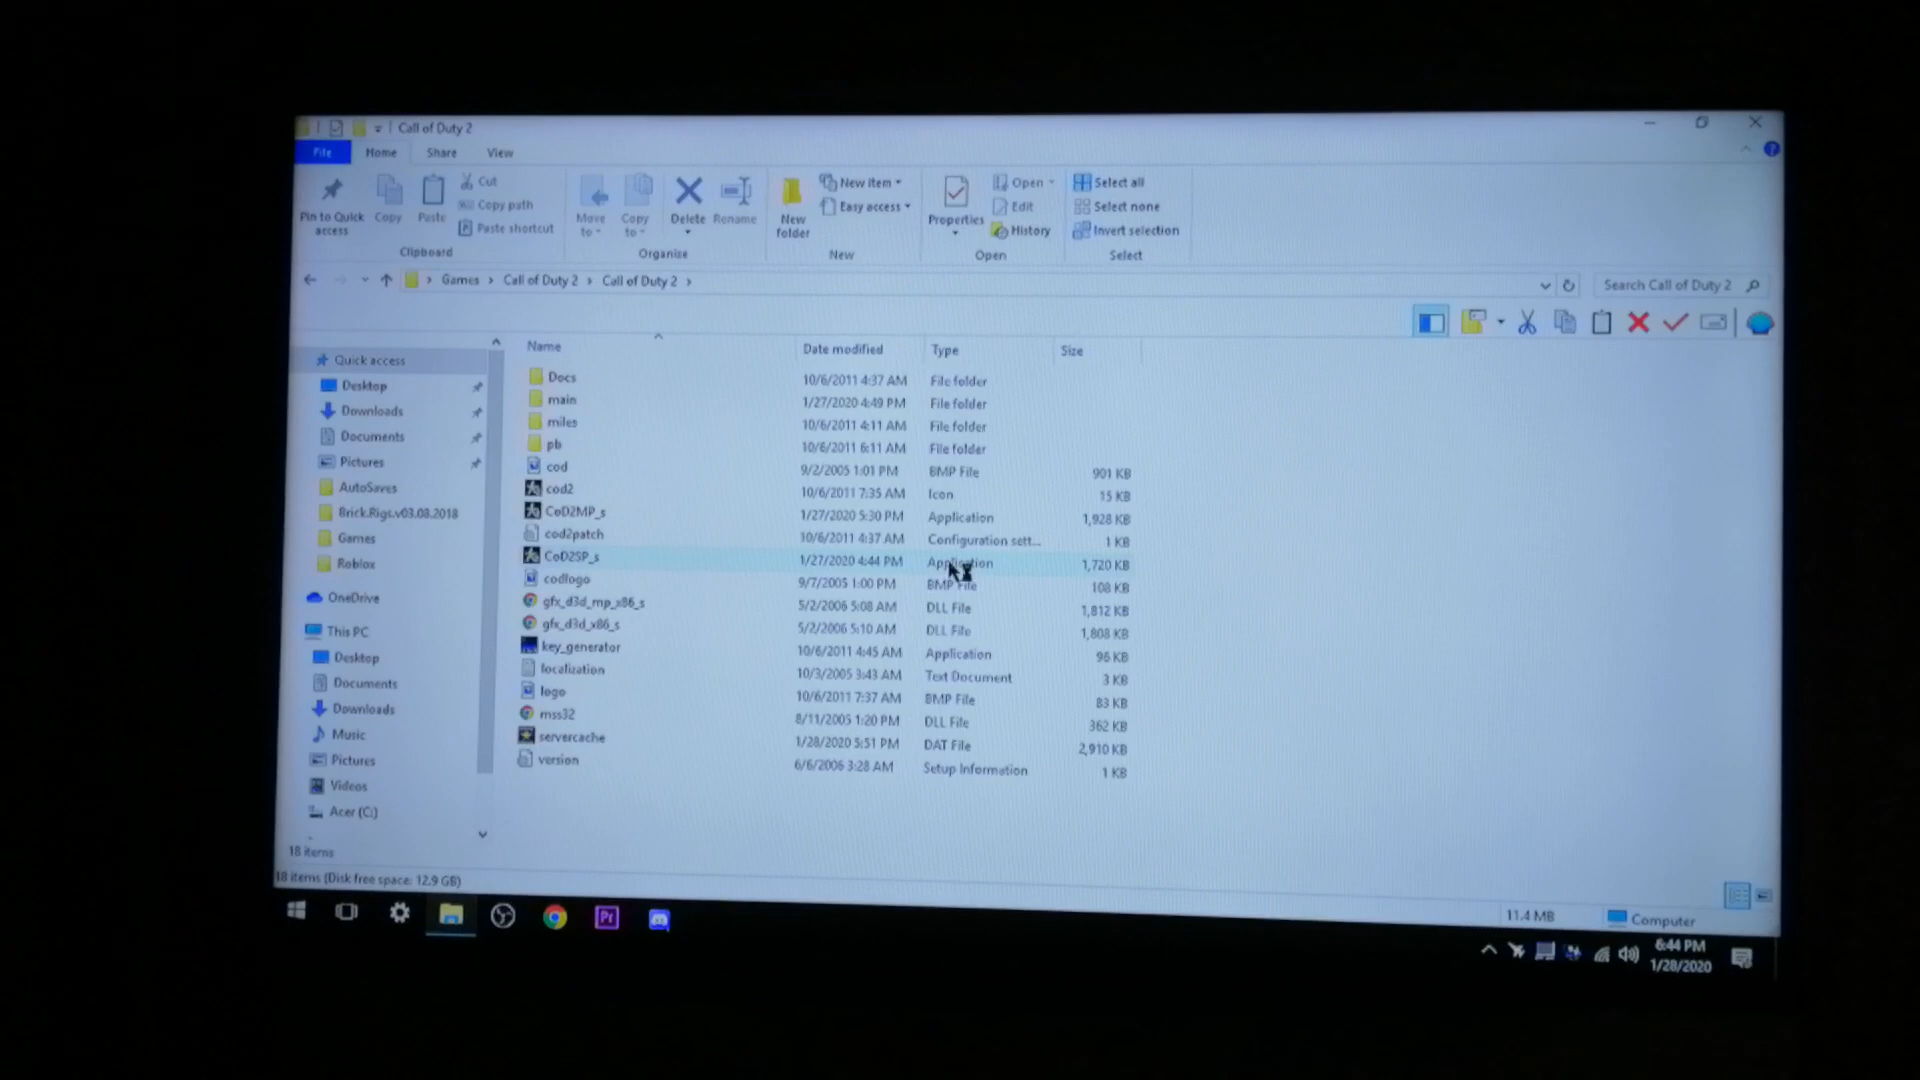 Call of Duty 2
File Home Share View
Pin to Quick access
Copy
Paste
Cut
Copy path
Paste shortcut
Clipboard
Move to
Copy to
Delete
Rename
Organise
New folder
New item
Easy access
New
Properties
Open
Edit
History
Open
Select all
Select none
Invert selection
Select
Games > Call of Duty 2 > Call of Duty 2 >
Search Call of Duty 2
Name Date modified Type Size
Quick access
Desktop
Downloads
Documents
Pictures
AutoSaves
Brick.Rigs.v03.08.2018
Games
Roblox
OneDrive
This PC
Desktop
Documents
Downloads
Music
Pictures
Videos
Acer (C:)
Docs 10/6/2011 4:37 AM File folder
main 1/27/2020 4:49 PM File folder
miles 10/6/2011 4:11 AM File folder
pb 10/6/2011 6:11 AM File folder
cod 9/2/2005 1:01 PM BMP File 901 KB
cod2 10/6/2011 7:35 AM Icon 15 KB
CoD2MP_s 1/27/2020 5:30 PM Application 1,928 KB
cod2patch 10/6/2011 4:37 AM Configuration sett... 1 KB
CoD2SP_s 1/27/2020 4:44 PM Application 1,720 KB
codlogo 9/7/2005 1:00 PM BMP File 108 KB
gfx_d3d_mp_x86_s 5/2/2006 5:08 AM DLL File 1,812 KB
gfx_d3d_x86_s 5/2/2006 5:10 AM DLL File 1,808 KB
key_generator 10/6/2011 4:45 AM Application 96 KB
localization 10/3/2005 3:43 AM Text Document 3 KB
logo 10/6/2011 7:37 AM BMP File 83 KB
mss32 8/11/2005 1:20 PM DLL File 362 KB
servercache 1/28/2020 5:51 PM DAT File 2,910 KB
version 6/6/2006 3:28 AM Setup Information 1 KB
18 items
18 items (Disk free space: 12.9 GB)
11.4 MB
Computer
Pr
6:44 PM
1/28/2020